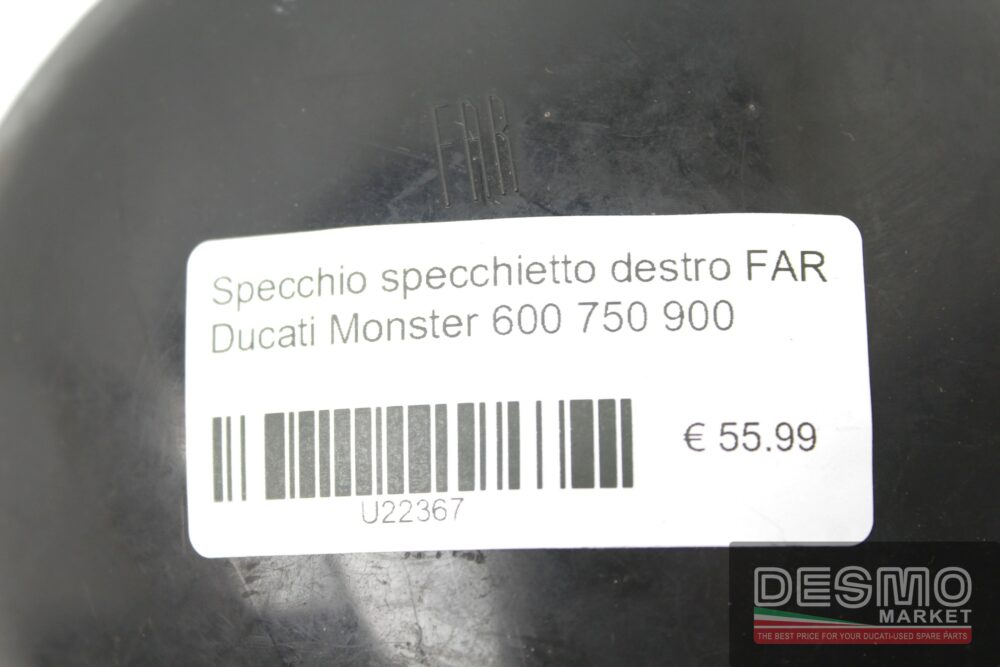 FAR
Specchio specchietto destro FAR
Ducati Monster 600 750 900
€ 55.99
U22367
DESMO
MARKET
THE BEST PRICE FOR YOUR DUCATI-USED SPARE PARTS